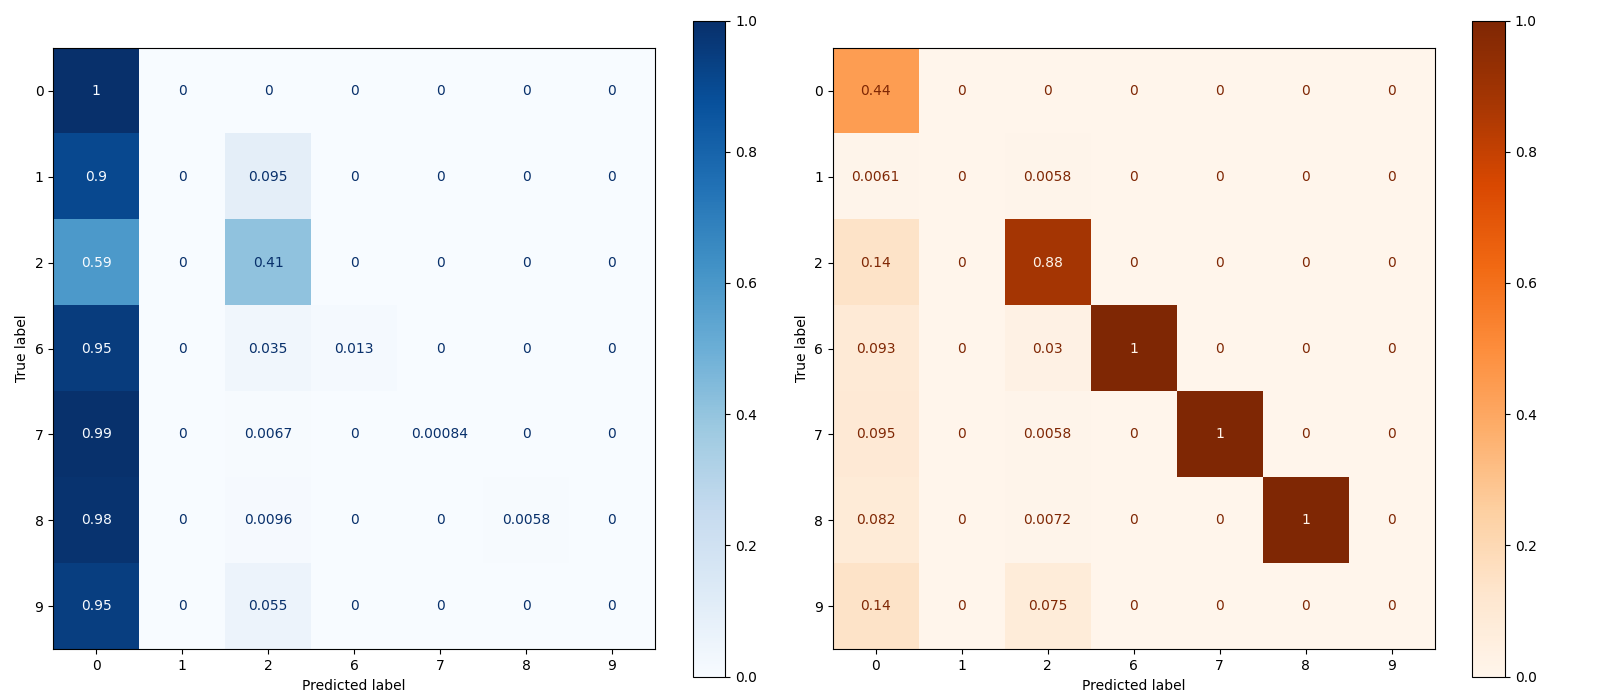 0 1 0 0 0 0 0 0
1 0.9 0 0.095 0 0 0 0
2 0.59 0 0.41 0 0 0 0
6 0.95 0 0.035 0.013 0 0 0
7 0.99 0 0.0067 0 0.00084 0 0
8 0.98 0 0.0096 0 0 0.0058 0
9 0.95 0 0.055 0 0 0 0
0 1 2 6 7 8 9
True label
Predicted label
1.0
0.8
0.6
0.4
0.2
0.0
0 0.44 0 0 0 0 0 0
1 0.0061 0 0.0058 0 0 0 0
2 0.14 0 0.88 0 0 0 0
6 0.093 0 0.03 1 0 0 0
7 0.095 0 0.0058 0 1 0 0
8 0.082 0 0.0072 0 0 1 0
9 0.14 0 0.075 0 0 0 0
0 1 2 6 7 8 9
True label
Predicted label
1.0
0.8
0.6
0.4
0.2
0.0